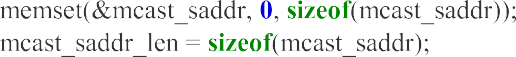 memset(&mcast_saddr, 0, sizeof(mcast_saddr));
mcast_saddr_len = sizeof(mcast_saddr);